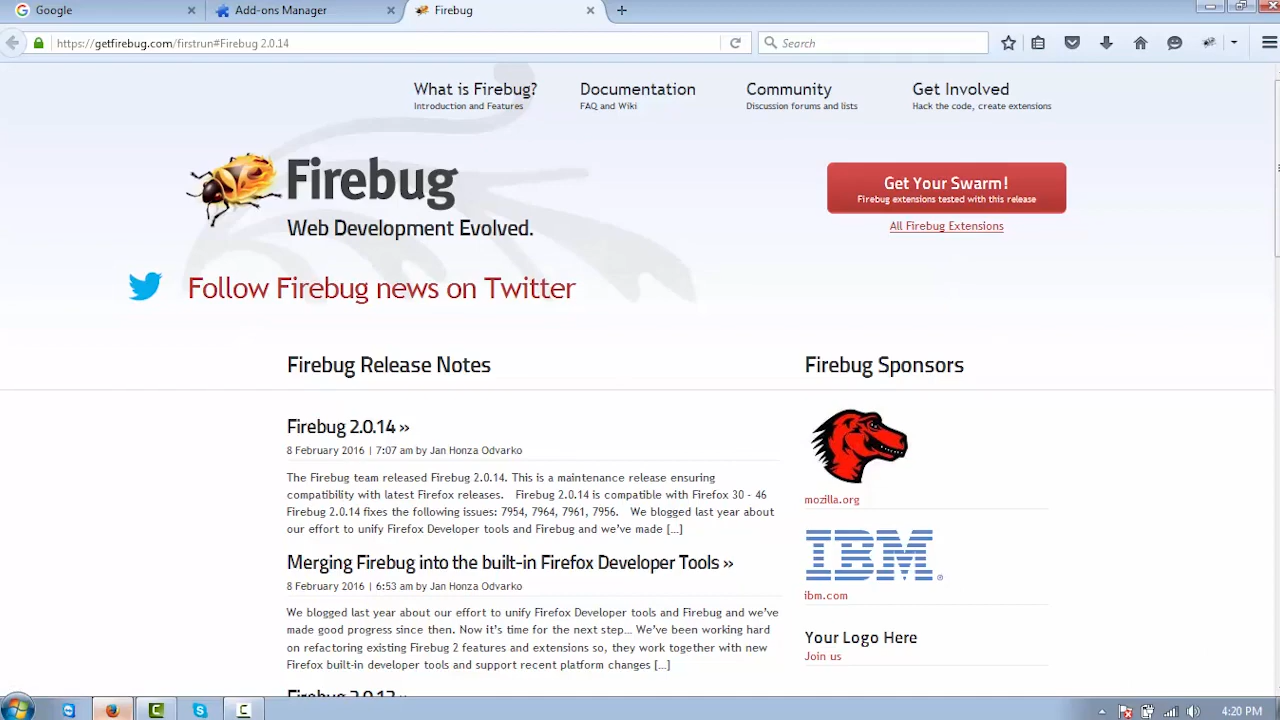 Google
Add-ons Manager
Firebug
https://getfirebug.com/firstrun#Firebug 2.0.14
Search
What is Firebug?
Introduction and Features
Documentation
FAQ and Wiki
Community
Discussion forums and lists
Get Involved
Hack the code, create extensions
Firebug
Web Development Evolved.
Get Your Swarm!
Firebug extensions tested with this release
All Firebug Extensions
Follow Firebug news on Twitter
Firebug Release Notes
Firebug 2.0.14 »
8 February 2016 | 7:07 am by Jan Honza Odvarko
The Firebug team released Firebug 2.0.14. This is a maintenance release ensuring
compatibility with latest Firefox releases.   Firebug 2.0.14 is compatible with Firefox 30 - 46
Firebug 2.0.14 fixes the following issues: 7954, 7964, 7961, 7956.   We blogged last year about
our effort to unify Firefox Developer tools and Firebug and we've made [...]
Merging Firebug into the built-in Firefox Developer Tools »
8 February 2016 | 6:53 am by Jan Honza Odvarko
We blogged last year about our effort to unify Firefox Developer tools and Firebug and we've
made good progress since then. Now it's time for the next step... We've been working hard
on refactoring existing Firebug 2 features and extensions so, they work together with new
Firefox built-in developer tools and support recent platform changes [...]
Firebug Sponsors
mozilla.org
IBM
ibm.com
Your Logo Here
Join us
4:20 PM